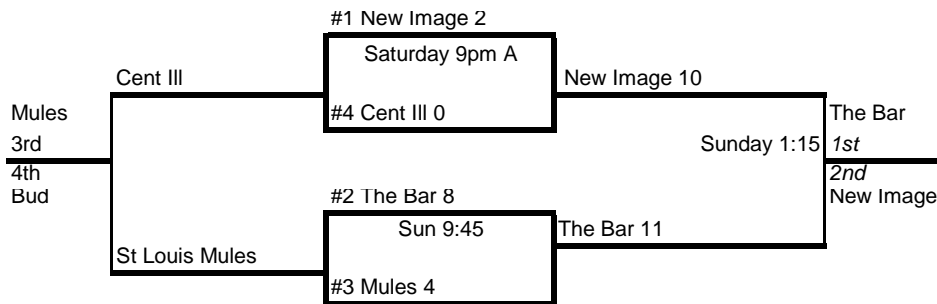 #1 New Image 2
Saturday 9pm A
Cent Ill
New Image 10
#4 Cent Ill 0
Mules
The Bar
3rd
Sunday 1:15
1st
4th
2nd
Bud
New Image
#2 The Bar 8
Sun 9:45
The Bar 11
St Louis Mules
#3 Mules 4